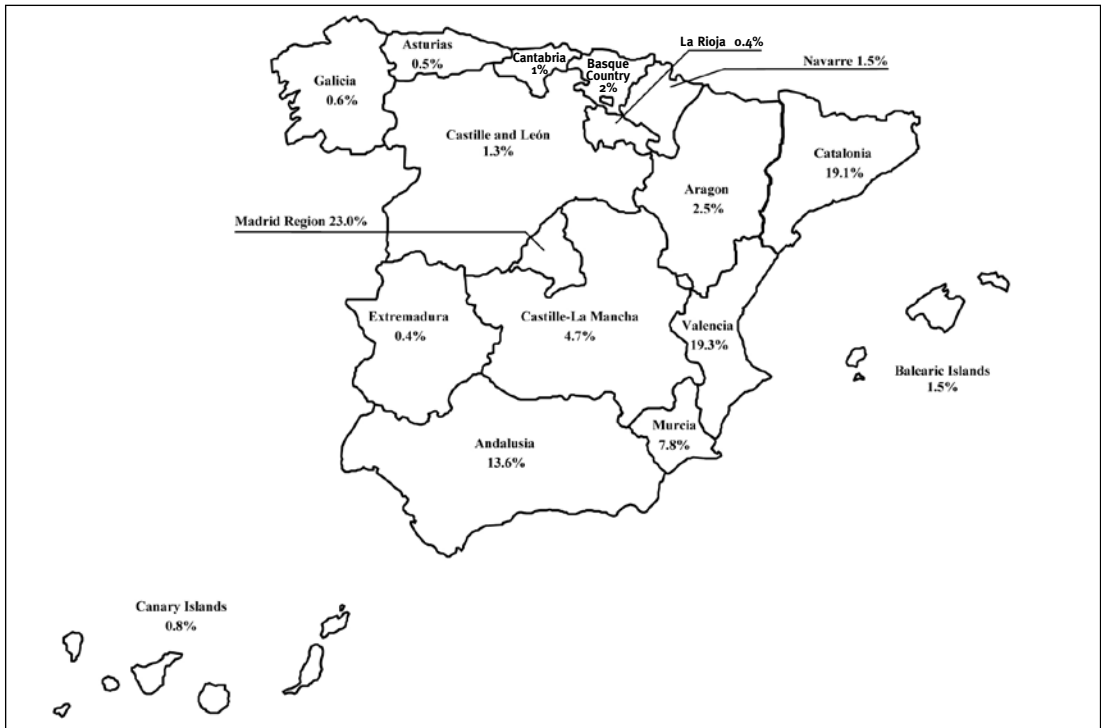 La Rioja 0.4%
Asturias
0.5%
Cantabria
1%
Basque
Country
2%
Navarre 1.5%
Galicia
0.6%
Castille and León
1.3%
Catalonia
19.1%
Aragon
2.5%
Madrid Region 23.0%
Extremadura
0.4%
Castille-La Mancha
4.7%
Valencia
19.3%
Balearic Islands
1.5%
Murcia
7.8%
Andalusia
13.6%
Canary Islands
0.8%